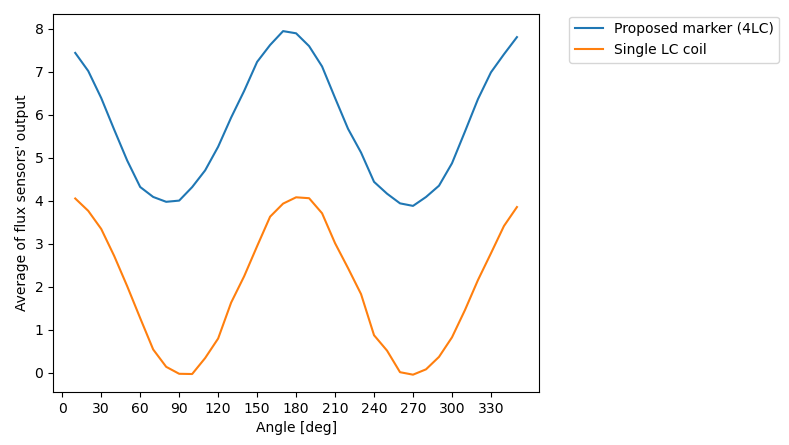 Proposed marker (4LC)
Single LC coil
Average of flux sensors' output
8
7
6
5
4
3
2
1
0
0 30 60 90 120 150 180 210 240 270 300 330
Angle [deg]